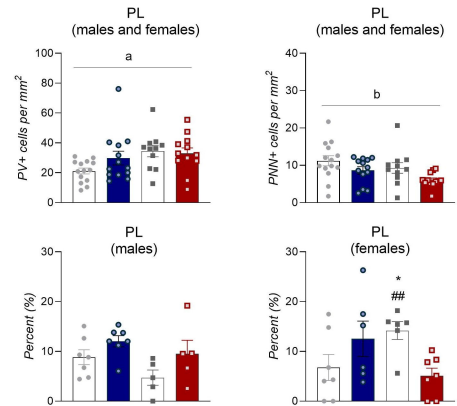 PL
(males and females)
PV+ cells per mm²
100
80
60
40
20
0
a
PL
(males and females)
PNN+ cells per mm²
40
30
20
10
0
b
PL
(males)
Percent (%)
30
20
10
0
PL
(females)
Percent (%)
30
20
10
0
*
##